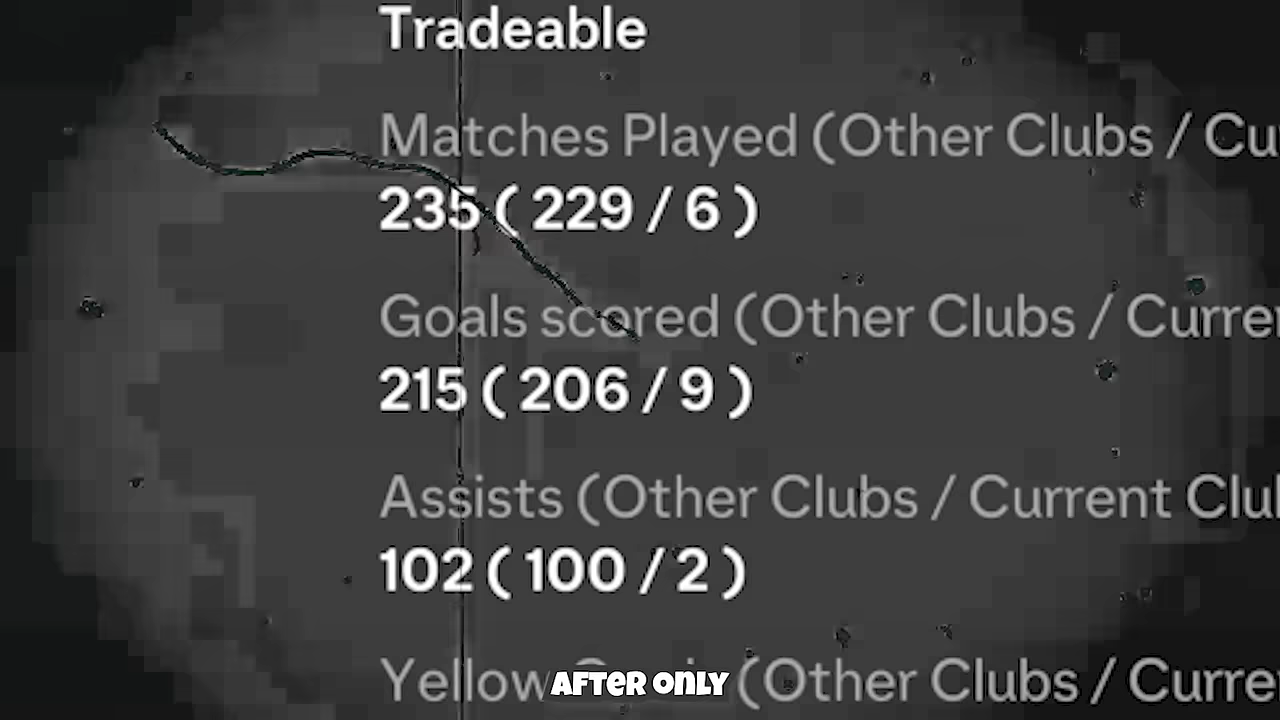 Tradeable
Matches Played (Other Clubs / Cu
235 ( 229 / 6 )
Goals scored (Other Clubs / Curre
215 ( 206 / 9 )
Assists (Other Clubs / Current Clu
102 ( 100 / 2 )
Yellow (Other Clubs / Curre
AFTER ONLY